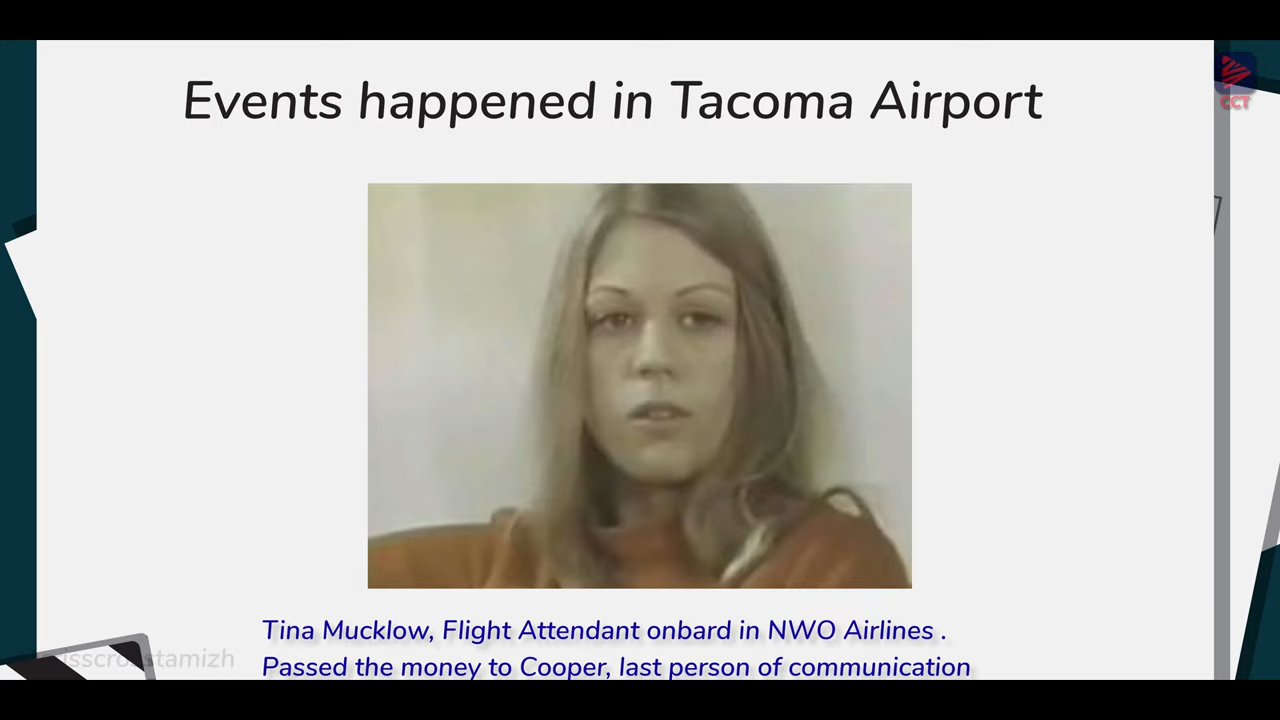 Events happened in Tacoma Airport
CCT
Tina Mucklow, Flight Attendant onbard in NWO Airlines .
Passed the money to Cooper, last person of communication